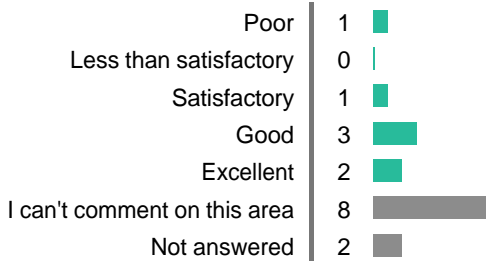 Poor 1
Less than satisfactory 0
Satisfactory 1
Good 3
Excellent 2
I can't comment on this area 8
Not answered 2